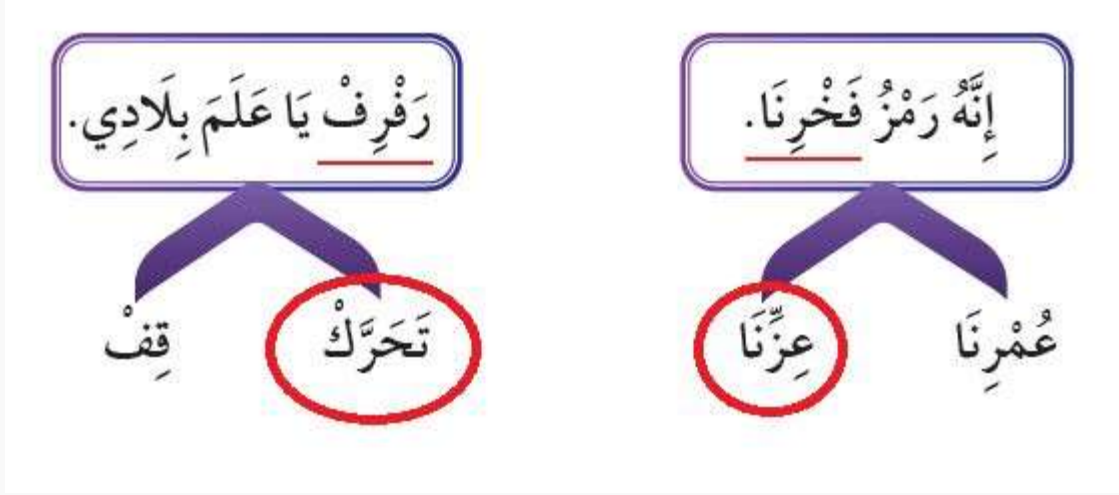 إِنَّهُ رَمْزُ فَخْرِنَا.
عُمْرِنَا
عِزِّنَا
رَفْرِفْ يَا عَلَمَ بِلَادِي.
تَحَرَّكْ
قِفْ